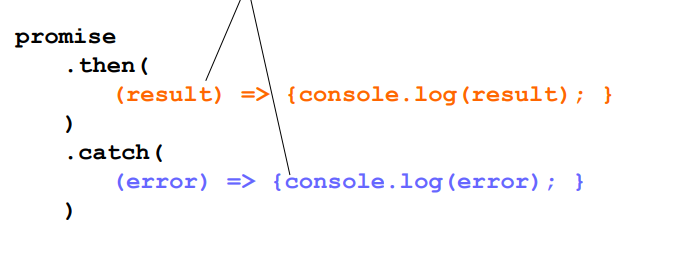 promise
.then(
(result) => {console.log(result); }
)
.catch(
(error) => {console.log(error); }
)